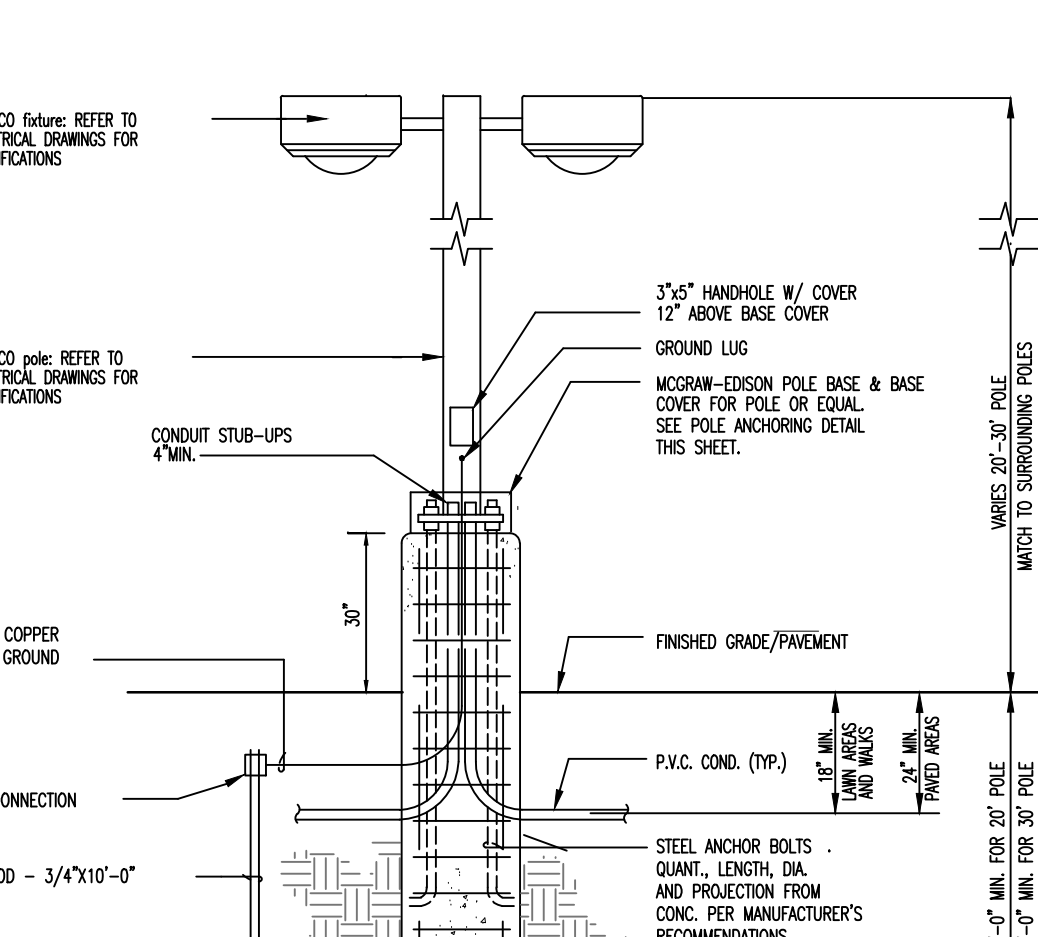 CO fixture: REFER TO
TRICAL DRAWINGS FOR
IFICATIONS
3"x5" HANDHOLE W/ COVER
12" ABOVE BASE COVER
GROUND LUG
CO pole: REFER TO
TRICAL DRAWINGS FOR
IFICATIONS
MCGRAW-EDISON POLE BASE & BASE
COVER FOR POLE OR EQUAL.
SEE POLE ANCHORING DETAIL
THIS SHEET.
CONDUIT STUB-UPS
4"MIN.
VARIES 20'-30' POLE
MATCH TO SURROUNDING POLES
30"
COPPER
GROUND
FINISHED GRADE/PAVEMENT
18" MIN.
LAWN AREAS
AND WALKS
24" MIN.
PAVED AREAS
P.V.C. COND. (TYP.)
ONNECTION
OD - 3/4"X10'-0"
STEEL ANCHOR BOLTS .
QUANT., LENGTH, DIA.
AND PROJECTION FROM
CONC. PER MANUFACTURER'S
RECOMMENDATIONS
-0" MIN. FOR 20' POLE
-0" MIN. FOR 30' POLE